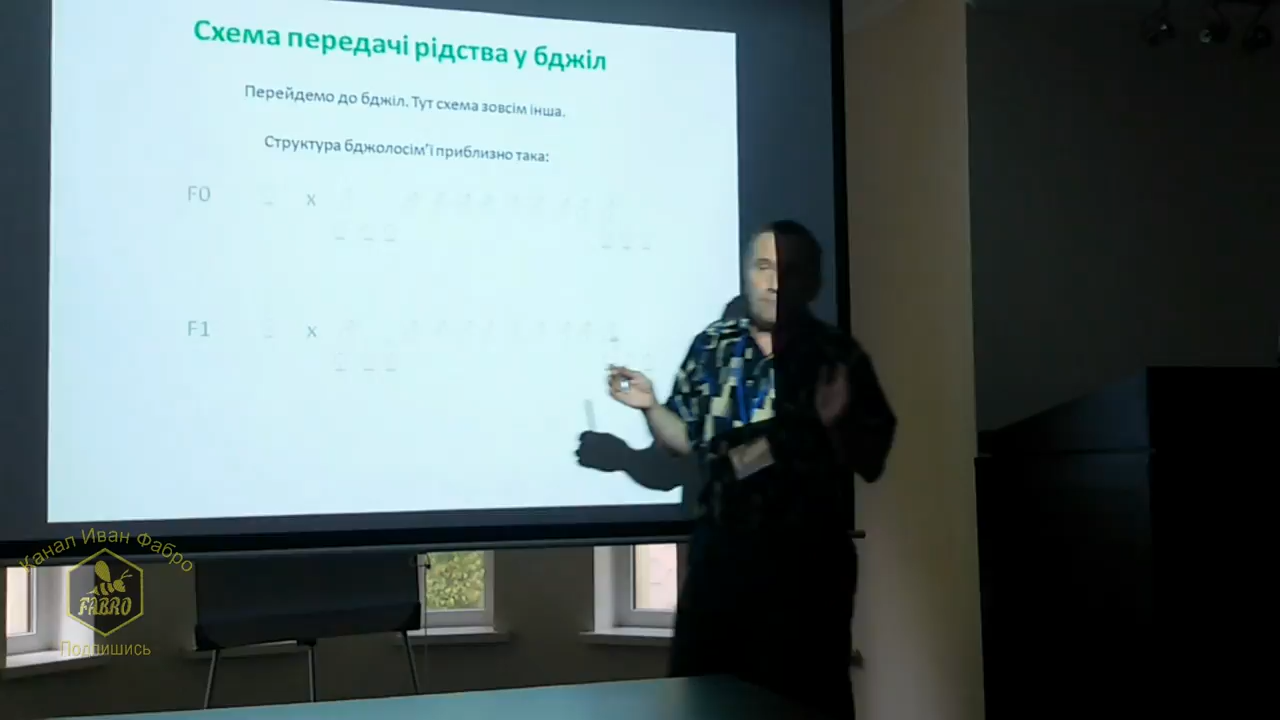 Схема передачі рідства у бджіл
Перейдемо до бджіл. Тут схема зовсім інша.
Структура бджолосім'ї приблизно така:
F0 x
F1 x
Канал Иван Фабро
FABRO
Подпишись